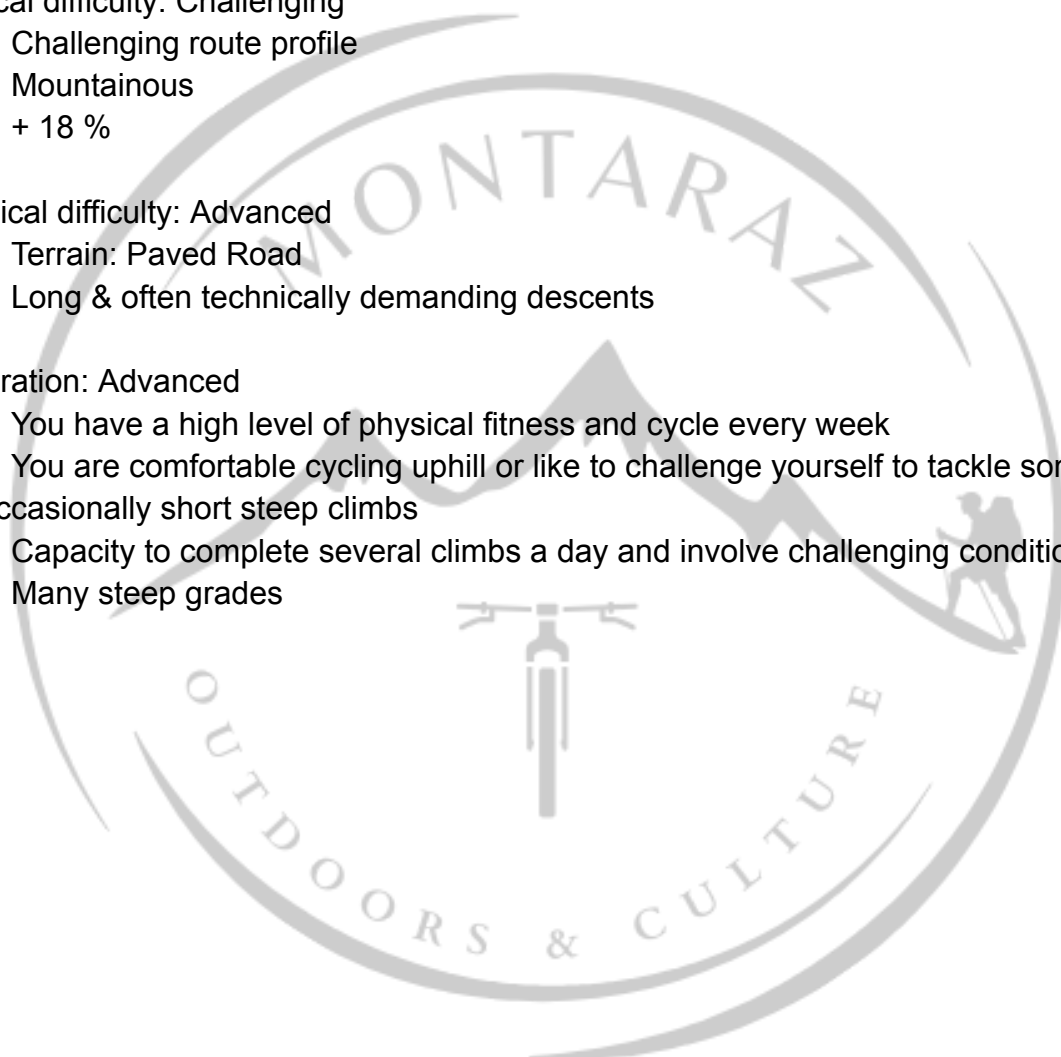 cal difficulty: Challenging
Challenging route profile
Mountainous
+ 18 %
ical difficulty: Advanced
Terrain: Paved Road
Long & often technically demanding descents
ration: Advanced
You have a high level of physical fitness and cycle every week
You are comfortable cycling uphill or like to challenge yourself to tackle sor
ccasionally short steep climbs
Capacity to complete several climbs a day and involve challenging conditio
Many steep grades
MONTARAZ
OUTDOORS & CULTURE